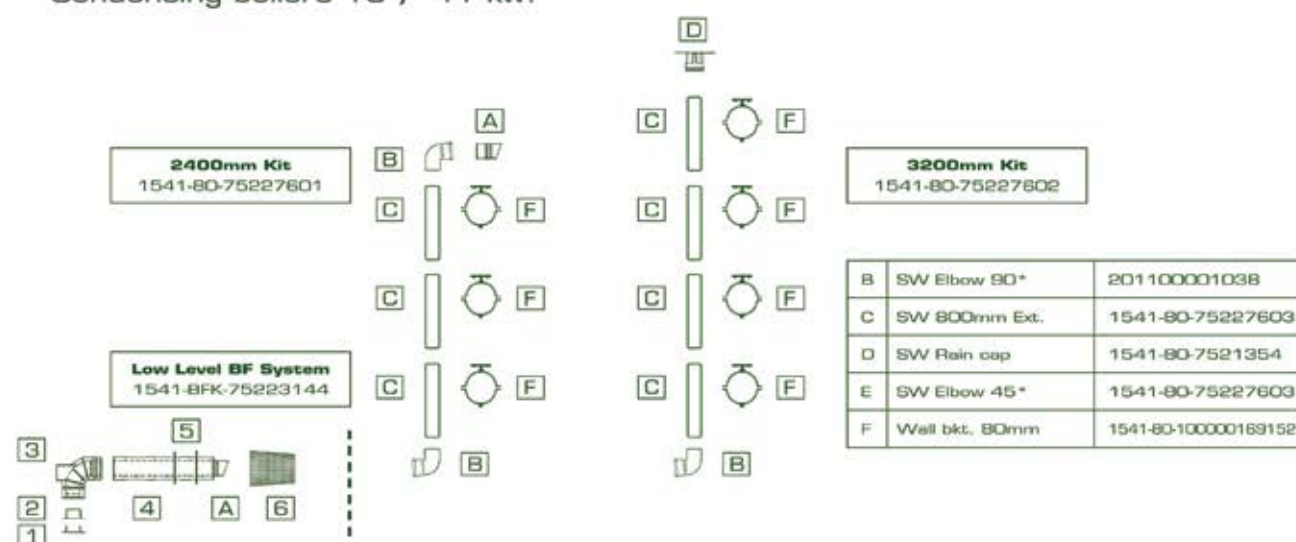 2400mm Kit
1541-80-75227601
3200mm Kit
1541-80-75227602
Low Level BF System
1541-BFK-75223144
D
C F
A
B
C F
C F
C F
B
C F
C F
C F
B
3
5
2
4 A 6
1
B SW Elbow 90° 201100001038
C SW 800mm Ext. 1541-80-75227603
D SW Rain cap 1541-80-7521354
E SW Elbow 45° 1541-80-75227603
F Wall bkt. 80mm 1541-80-100000169152